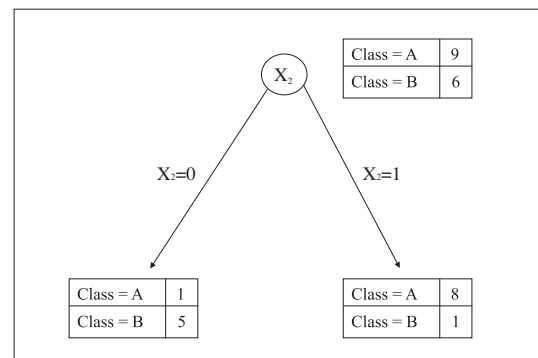 X₂
Class = A 9
Class = B 6
X₂=0
X₂=1
Class = A 1
Class = B 5
Class = A 8
Class = B 1